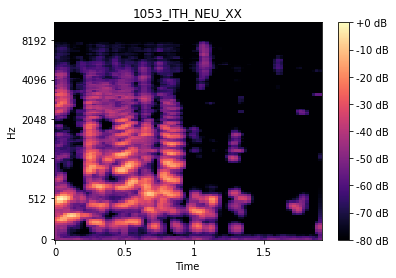 1053_ITH_NEU_XX
8192
4096
2048
1024
512
0
Hz
0
0.5
1
1.5
Time
+0 dB
-10 dB
-20 dB
-30 dB
-40 dB
-50 dB
-60 dB
-70 dB
-80 dB